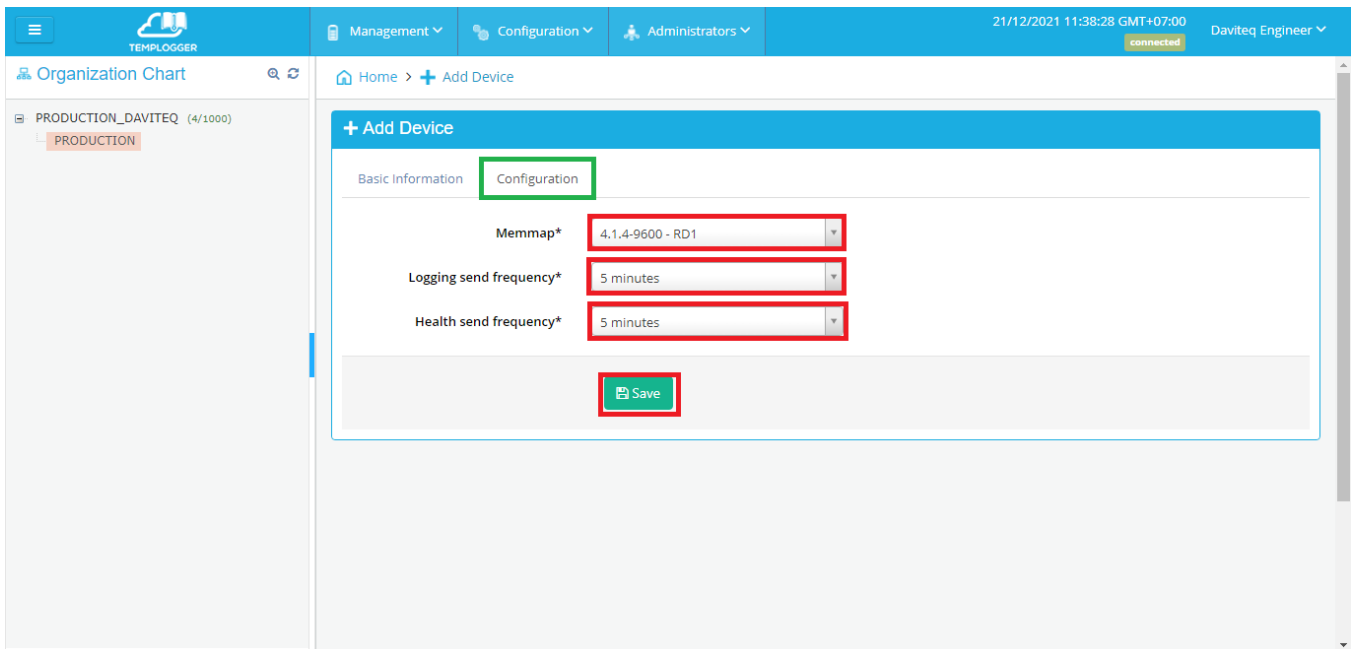 TEMPLOGGER
Management
Configuration
Administrators
21/12/2021 11:38:28 GMT+07:00
connected
Daviteq Engineer
Organization Chart
Home > Add Device
PRODUCTION_DAVITEQ (4/1000)
PRODUCTION
Add Device
Basic Information
Configuration
Memmap*
4.1.4-9600 - RD1
Logging send frequency*
5 minutes
Health send frequency*
5 minutes
Save